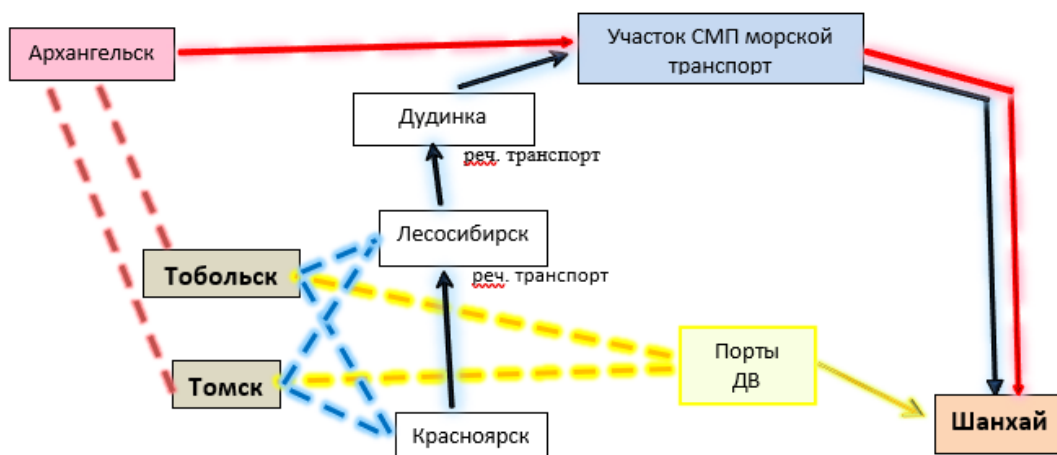 Архангельск
Участок СМП морской
транспорт
Дудинка
реч. транспорт
Лесосибирск
Тобольск
реч. транспорт
Порты
ДВ
Томск
Шанхай
Красноярск